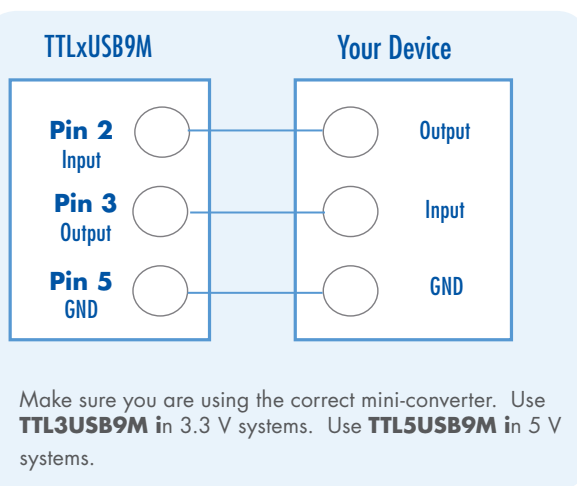 TTLxUSB9M
Your Device
Pin 2
Input
Output
Pin 3
Output
Input
Pin 5
GND
GND
Make sure you are using the correct mini-converter. Use
TTL3USB9M in 3.3 V systems. Use TTL5USB9M in 5 V
systems.